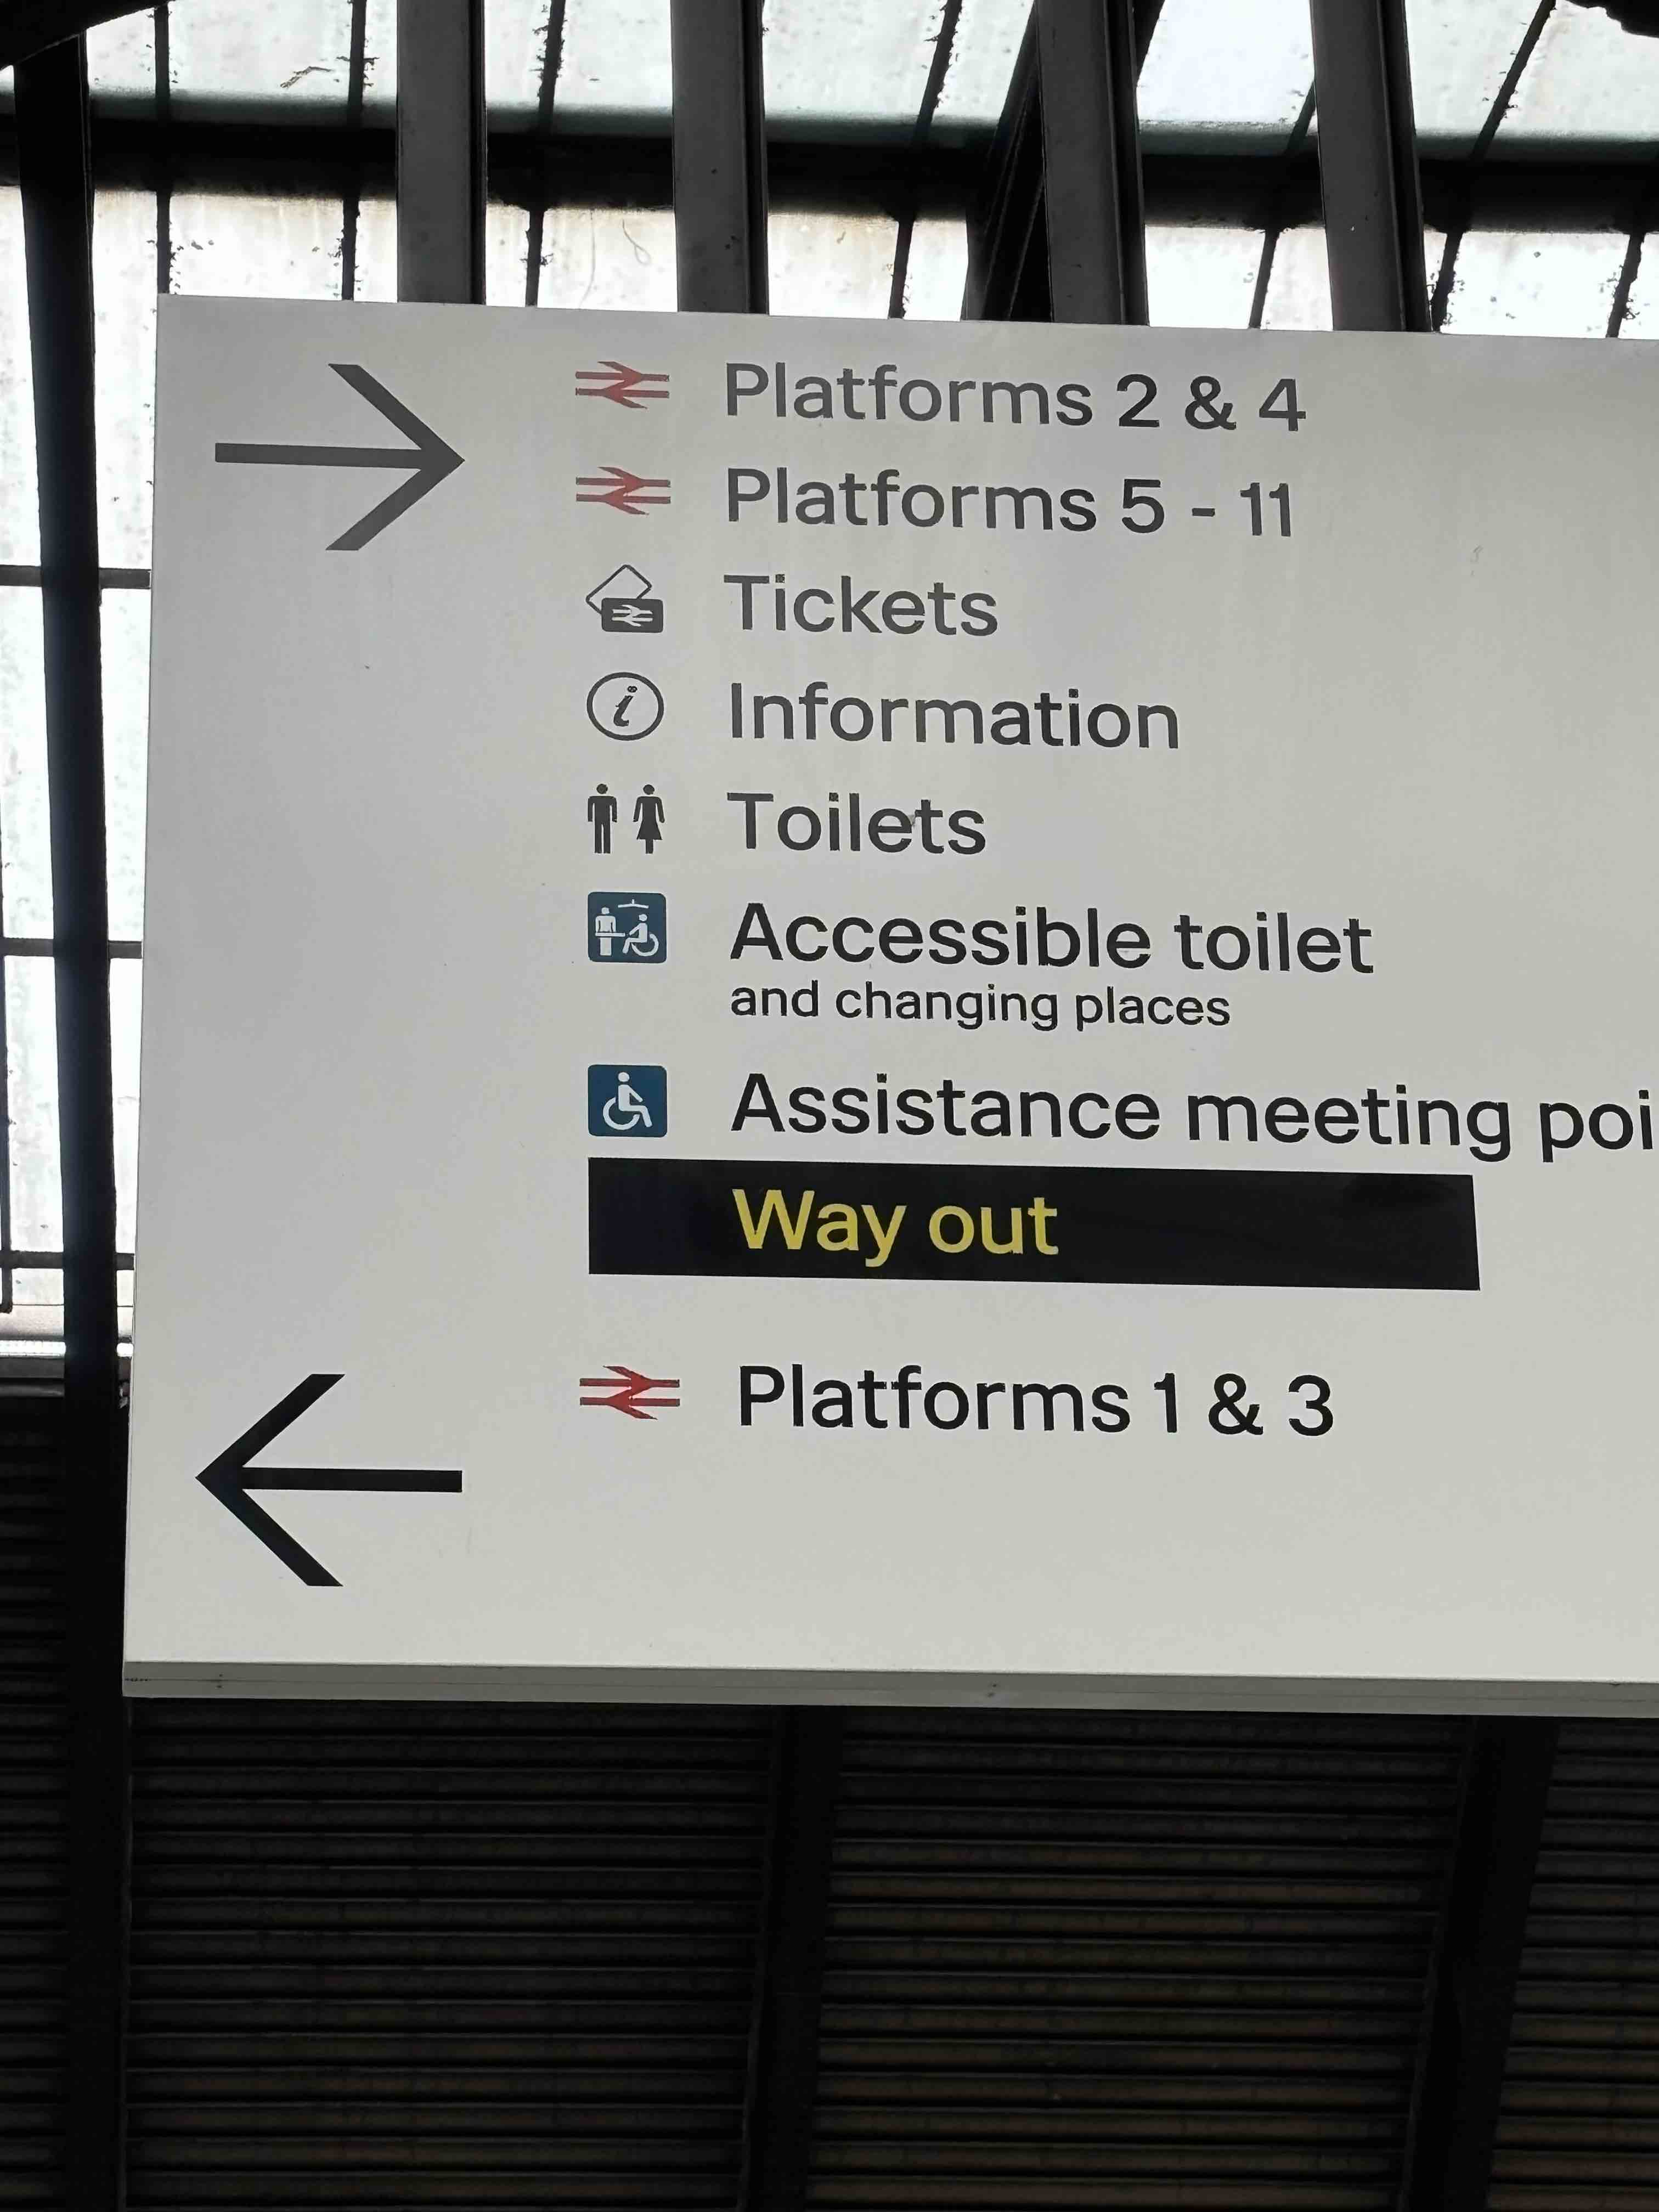 Platforms 2 & 4
Platforms 5 - 11
Tickets
Information
Toilets
Accessible toilet
and changing places
Assistance meeting poi
Way out
Platforms 1 & 3